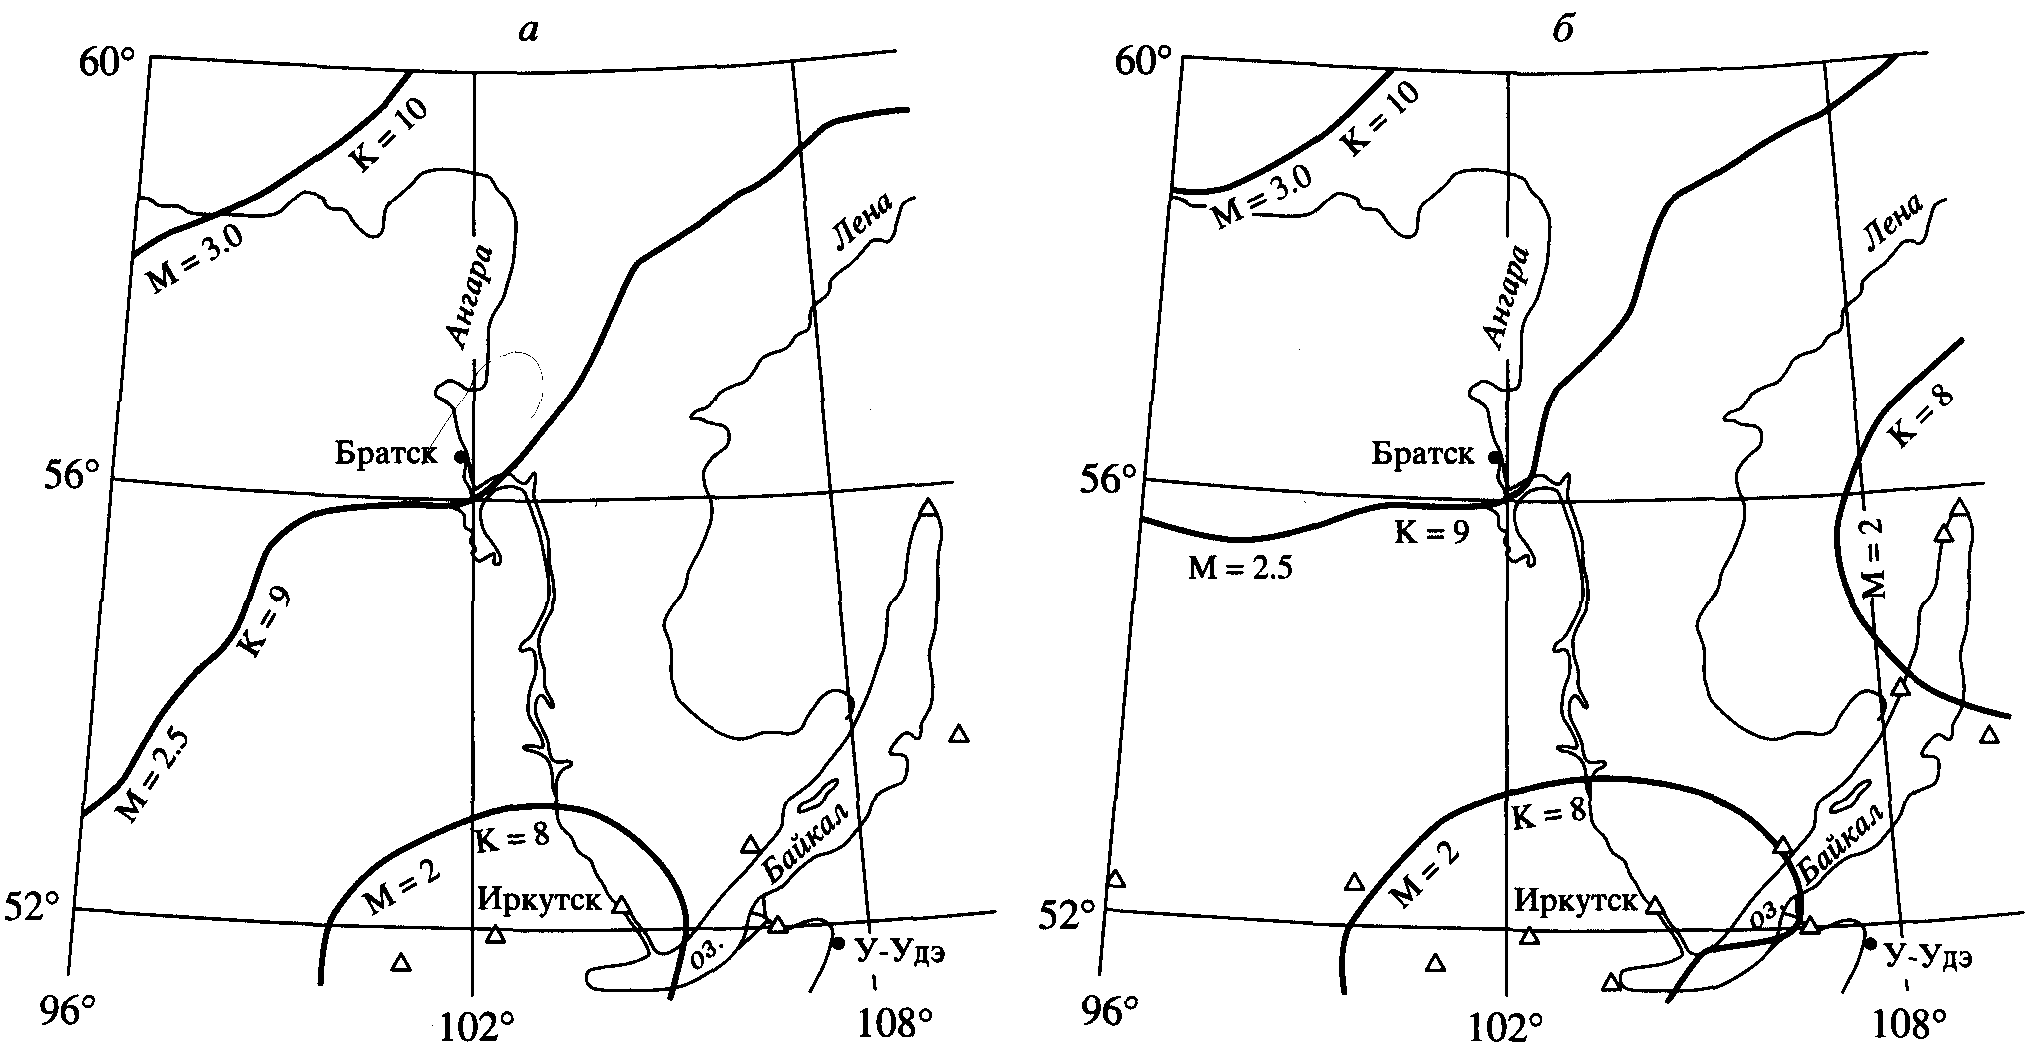 а
60°
К = 10
М = 3.0
Лена
Ангара
Братск
56°
К = 9
М = 2.5
К = 8
М = 2
Байкал
Иркутск
52°
оз.
У-Удэ
96°
102°
108°
б
60°
К = 10
М = 3.0
Лена
Ангара
К = 8
Братск
56°
К = 9
М = 2
М = 2.5
К = 8
М = 2
Байкал
Иркутск
52°
оз.
У-Удэ
96°
102°
108°